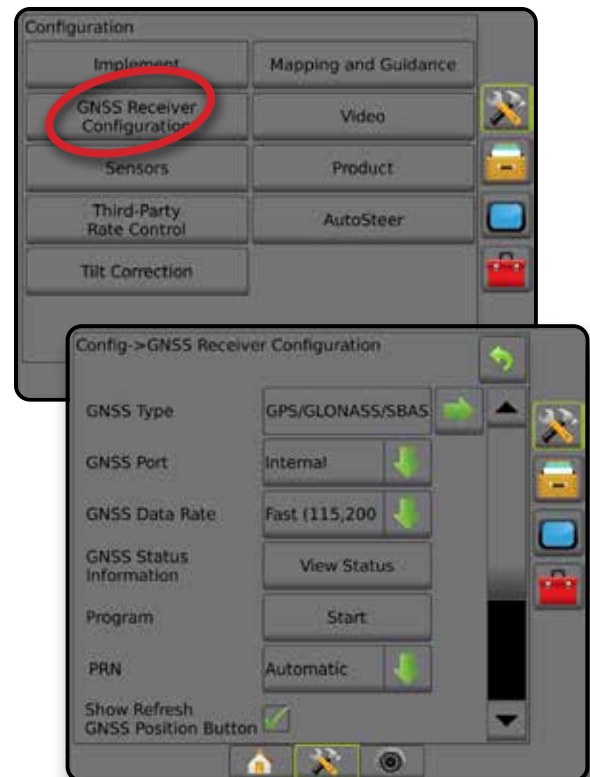 Configuration
Implement Mapping and Guidance
GNSS Receiver
Configuration Video
Sensors Product
Third-Party
Rate Control AutoSteer
Tilt Correction
Config->GNSS Receiver Configuration
GNSS Type GPS/GLONASS/SBAS
GNSS Port Internal
GNSS Data Rate Fast (115,200
GNSS Status
Information View Status
Program Start
PRN Automatic
Show Refresh
GNSS Position Button